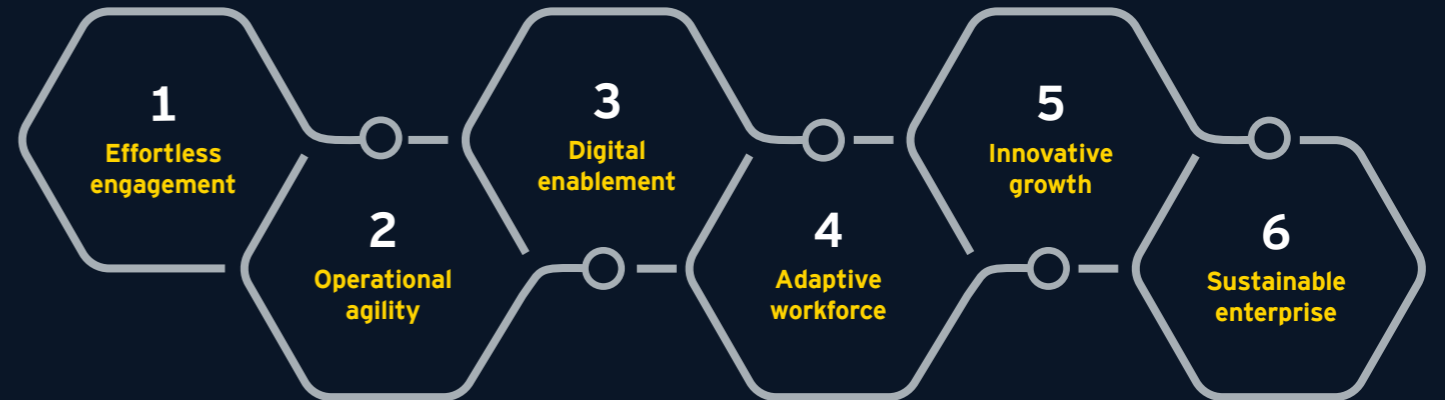 1
Effortless
engagement
2
Operational
agility
3
Digital
enablement
4
Adaptive
workforce
5
Innovative
growth
6
Sustainable
enterprise